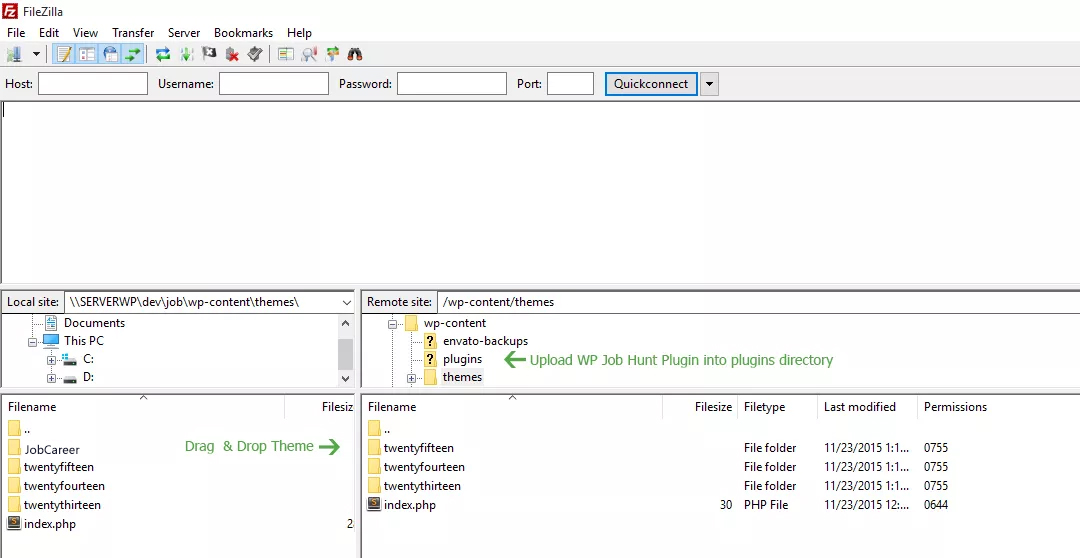 FileZilla
File Edit View Transfer Server Bookmarks Help
Host: Username: Password: Port: Quickconnect
Local site: \\SERVERWP\dev\job\wp-content\themes\ Remote site: /wp-content/themes
Documents
This PC
C:
D:
wp-content
? envato-backups
? plugins Upload WP Job Hunt Plugin into plugins directory
themes
Filename Filesiz
..
JobCareer
Drag & Drop Theme
twentyfifteen
twentyfourteen
twentythirteen
index.php 2
Filename Filesize Filetype Last modified Permissions
..
twentyfifteen File folder 11/23/2015 1:1... 0755
twentyfourteen File folder 11/23/2015 1:1... 0755
twentythirteen File folder 11/23/2015 1:1... 0755
index.php 30 PHP File 11/23/2015 12:... 0644